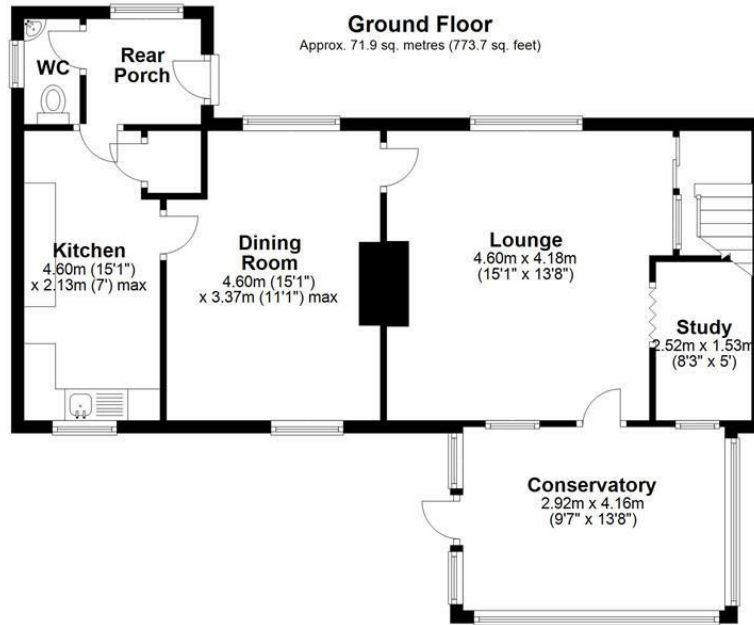 Ground Floor
Approx. 71.9 sq. metres (773.7 sq. feet)
WC
Rear
Porch
Kitchen
4.60m (15'1")
x 2.13m (7') max
Dining
Room
4.60m (15'1")
x 3.37m (11'1") max
Lounge
4.60m x 4.18m
(15'1" x 13'8")
Study
2.52m x 1.53m
(8'3" x 5')
Conservatory
2.92m x 4.16m
(9'7" x 13'8")